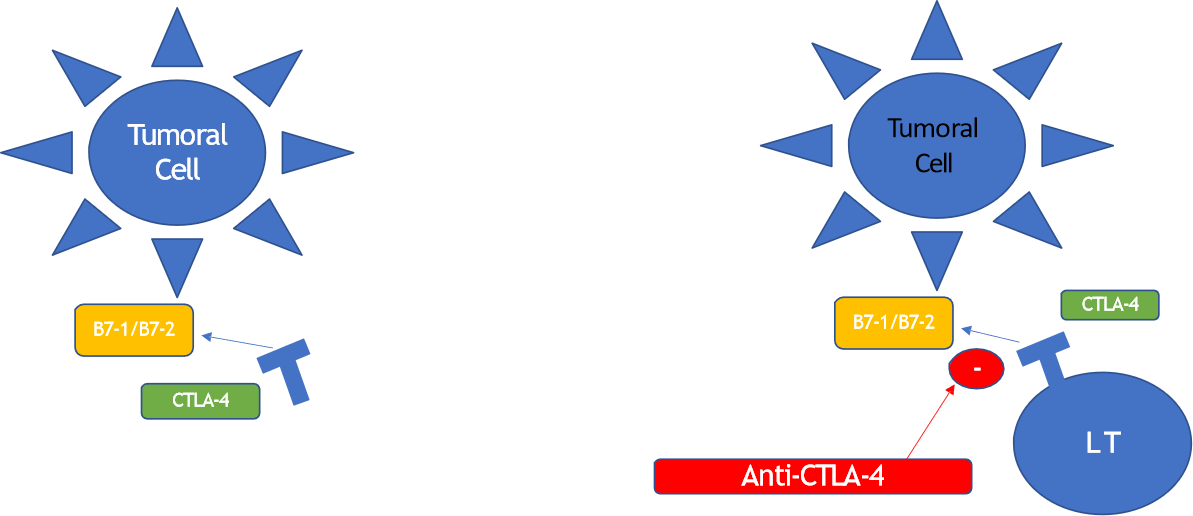 Tumoral
Cell
B7-1/B7-2
CTLA-4
Tumoral
Cell
CTLA-4
B7-1/B7-2
-
LT
Anti-CTLA-4